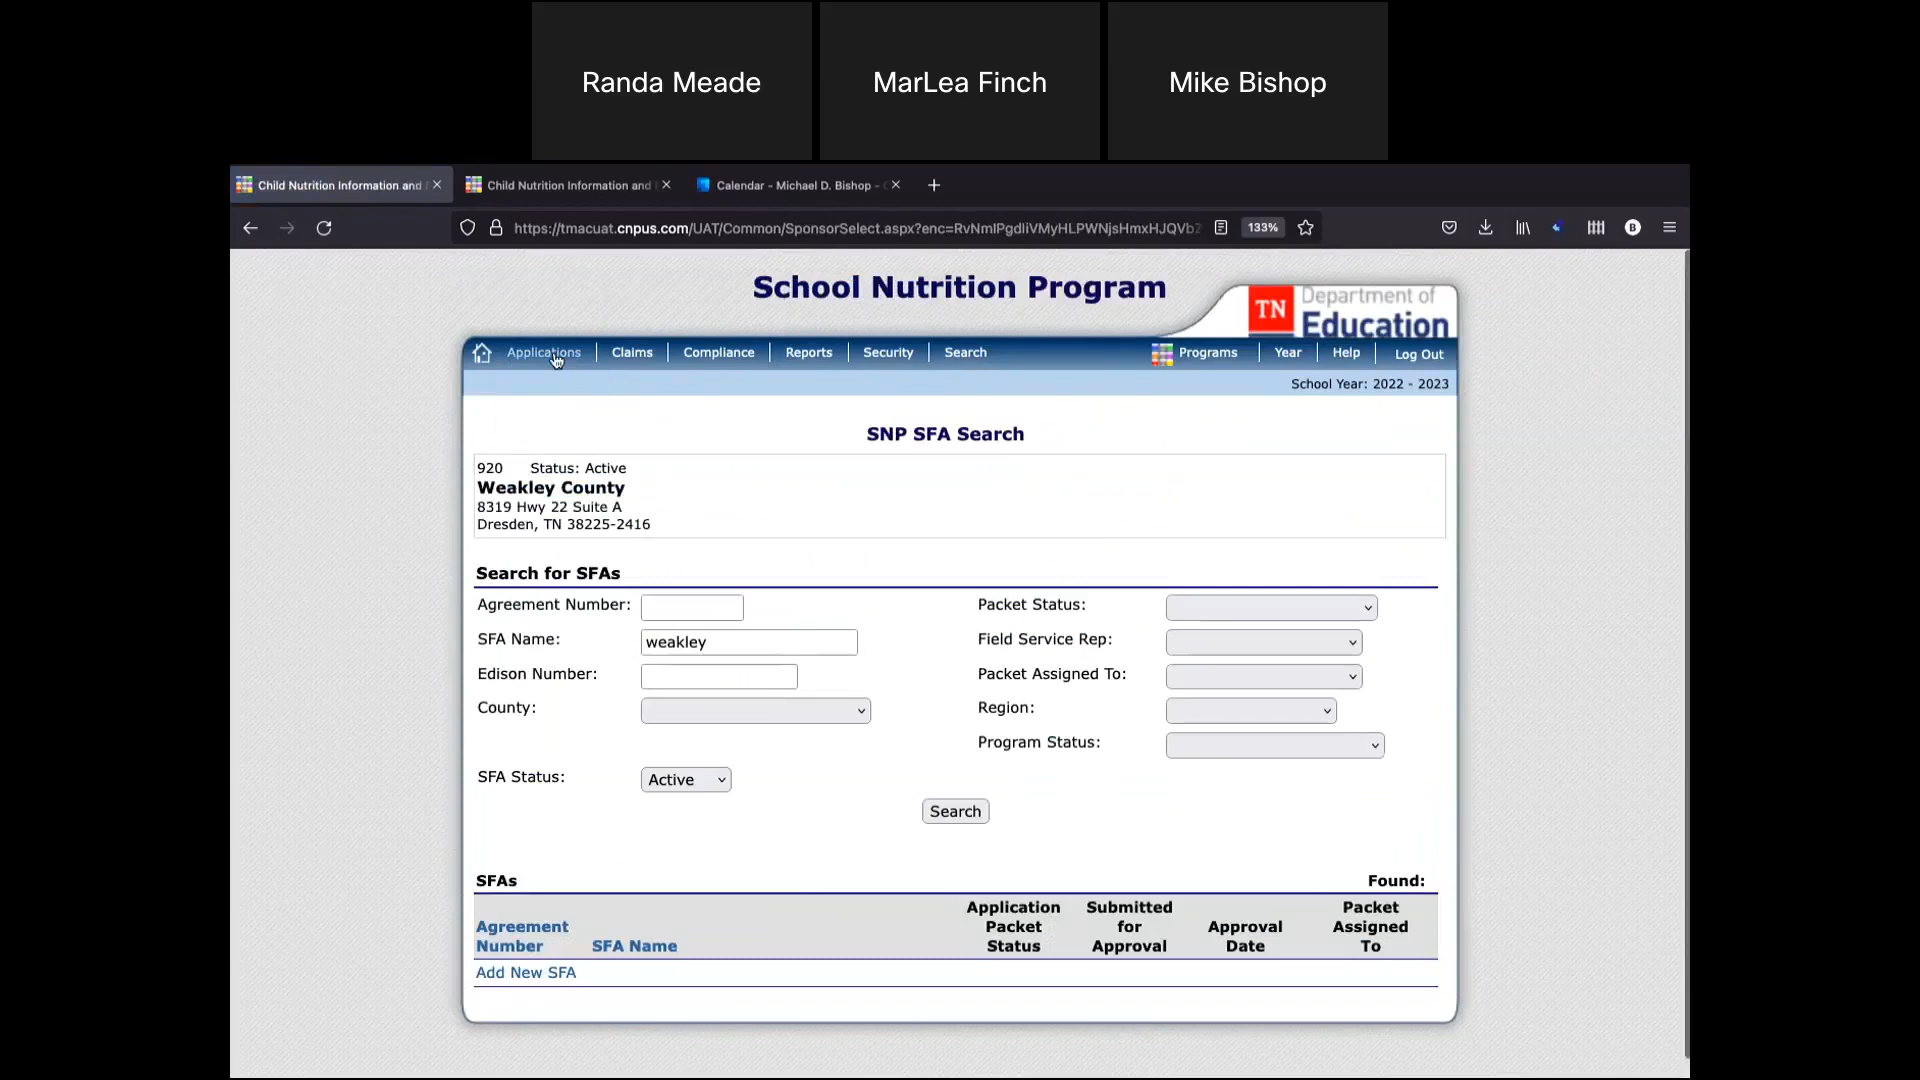 Randa Meade
MarLea Finch
Mike Bishop
Child Nutrition Information and
Child Nutrition Information and
Calendar - Michael D. Bishop -
https://tmacuat.cnpus.com/UAT/Common/SponsorSelect.aspx?enc=RvNmIPgdIiVMyHLPWNjsHmxHJQVb2
133%
B
School Nutrition Program
TN
Department of
Education
Applications
Claims
Compliance
Reports
Security
Search
Programs
Year
Help
Log Out
School Year: 2022 - 2023
SNP SFA Search
920 Status: Active
Weakley County
8319 Hwy 22 Suite A
Dresden, TN 38225-2416
Search for SFAs
Agreement Number:
Packet Status:
SFA Name: weakley
Field Service Rep:
Edison Number:
Packet Assigned To:
County:
Region:
Program Status:
SFA Status: Active
Search
SFAs
Found:
Agreement
Number
SFA Name
Application
Packet
Status
Submitted
for
Approval
Approval
Date
Packet
Assigned
To
Add New SFA